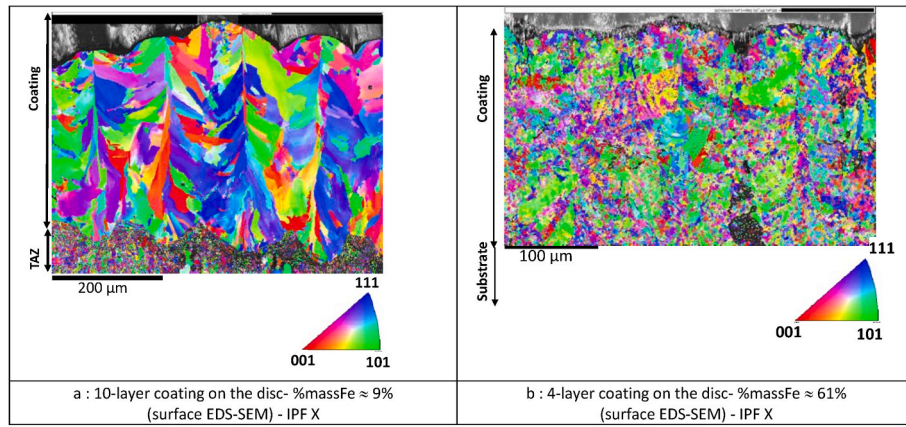 Coating
TAZ
200 µm
111
001
101
Coating
Substrate
100 µm
111
001
101
a : 10-layer coating on the disc- %massFe ≈ 9%
(surface EDS-SEM) - IPF X
b : 4-layer coating on the disc- %massFe ≈ 61%
(surface EDS-SEM) - IPF X